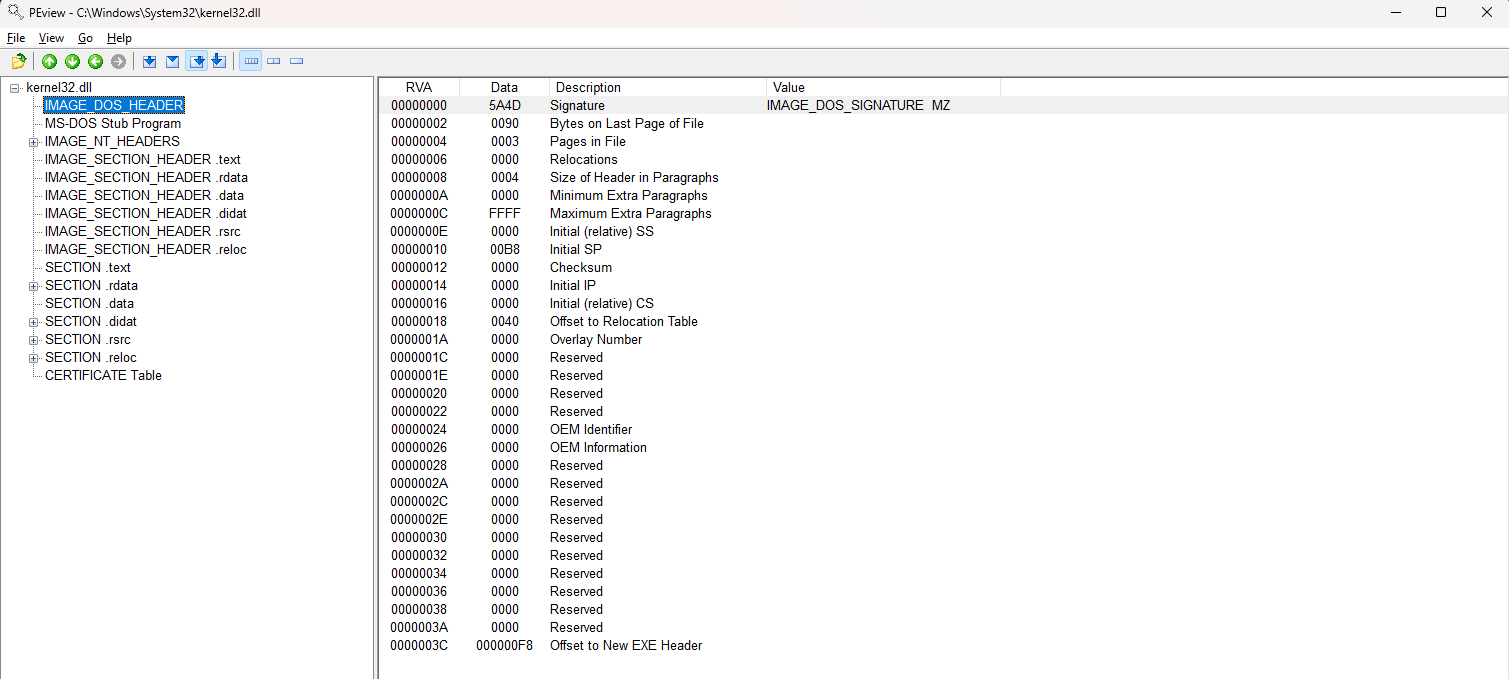 PEview - C:\Windows\System32\kernel32.dll
File View Go Help
kernel32.dll
IMAGE_DOS_HEADER
MS-DOS Stub Program
IMAGE_NT_HEADERS
IMAGE_SECTION_HEADER .text
IMAGE_SECTION_HEADER .rdata
IMAGE_SECTION_HEADER .data
IMAGE_SECTION_HEADER .didat
IMAGE_SECTION_HEADER .rsrc
IMAGE_SECTION_HEADER .reloc
SECTION .text
SECTION .rdata
SECTION .data
SECTION .didat
SECTION .rsrc
SECTION .reloc
CERTIFICATE Table
RVA Data Description Value
00000000 5A4D Signature IMAGE_DOS_SIGNATURE MZ
00000002 0090 Bytes on Last Page of File
00000004 0003 Pages in File
00000006 0000 Relocations
00000008 0004 Size of Header in Paragraphs
0000000A 0000 Minimum Extra Paragraphs
0000000C FFFF Maximum Extra Paragraphs
0000000E 0000 Initial (relative) SS
00000010 00B8 Initial SP
00000012 0000 Checksum
00000014 0000 Initial IP
00000016 0000 Initial (relative) CS
00000018 0040 Offset to Relocation Table
0000001A 0000 Overlay Number
0000001C 0000 Reserved
0000001E 0000 Reserved
00000020 0000 Reserved
00000022 0000 Reserved
00000024 0000 OEM Identifier
00000026 0000 OEM Information
00000028 0000 Reserved
0000002A 0000 Reserved
0000002C 0000 Reserved
0000002E 0000 Reserved
00000030 0000 Reserved
00000032 0000 Reserved
00000034 0000 Reserved
00000036 0000 Reserved
00000038 0000 Reserved
0000003A 0000 Reserved
0000003C 000000F8 Offset to New EXE Header